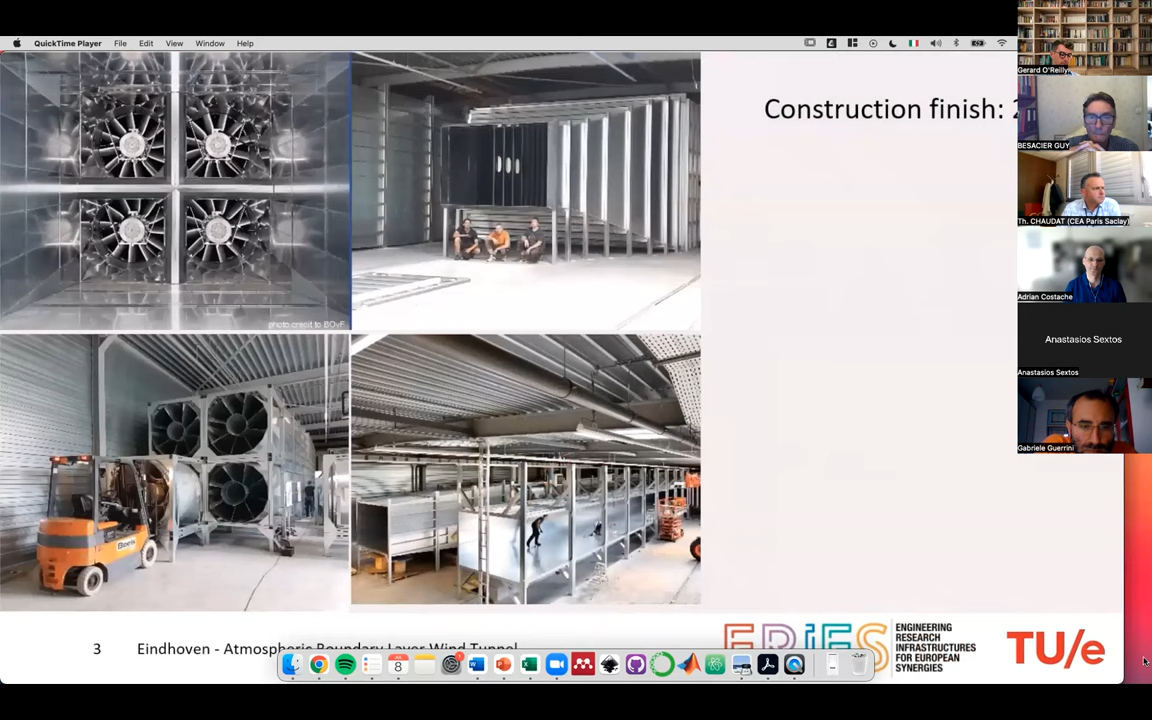 QuickTime Player File Edit View Window Help
Construction finish:
Gerard O'Reilly
BESACIER GUY
Th. CHAUDAT (CEA Paris Saclay)
Adrian Costache
Anastasios Sextos
Anastasios Sextos
Gabriele Guerrini
photo credit to BOvF
Boels
3 Eindhoven - Atmospheric Boundary Layer Wind Tunnel
ERIES
ENGINEERING
RESEARCH
INFRASTRUCTURES
FOR EUROPEAN
SYNERGIES
TU/e
8